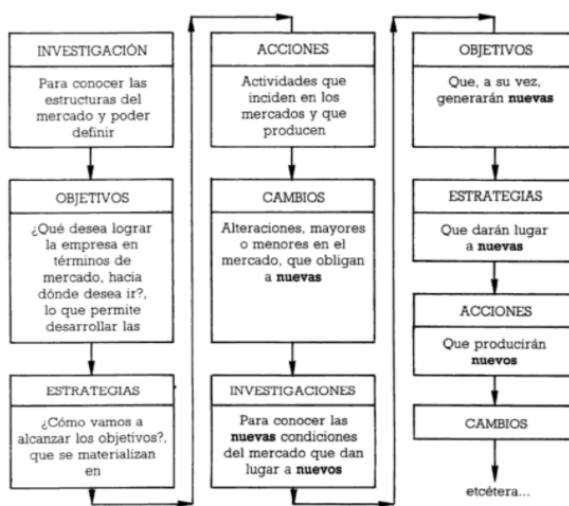 INVESTIGACIÓN
Para conocer las
estructuras del
mercado y poder
definir
OBJETIVOS
¿Qué desea lograr
la empresa en
términos de
mercado, hacia
dónde desea ir?,
lo que permite
desarrollar las
ESTRATEGIAS
¿Cómo vamos a
alcanzar los objetivos?,
que se materializan
en
ACCIONES
Actividades que
inciden en los
mercados y que
producen
CAMBIOS
Alteraciones, mayores
o menores en el
mercado, que obligan
a nuevas
INVESTIGACIONES
Para conocer las
nuevas condiciones
del mercado que dan
lugar a nuevos
OBJETIVOS
Que, a su vez,
generarán nuevas
ESTRATEGIAS
Que darán lugar
a nuevas
ACCIONES
Que producirán
nuevos
CAMBIOS
etcétera...